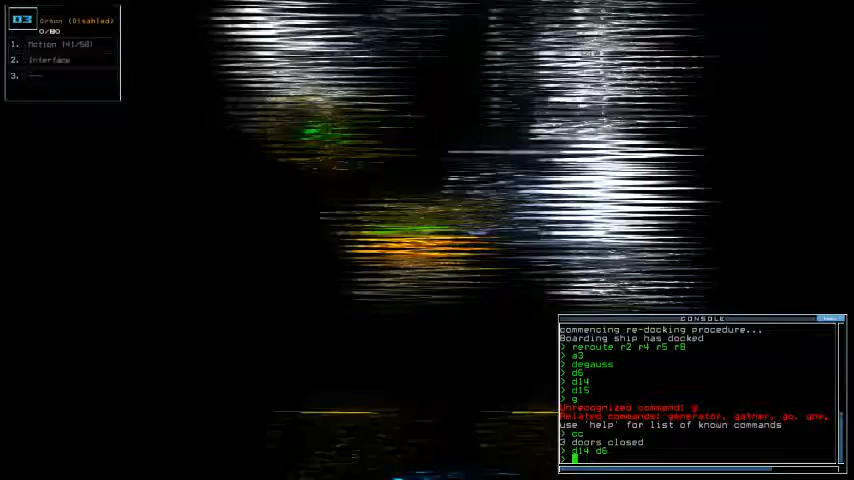 D3 Orhun (Disabled)
0/80
1. Motion (41/50)
2. Interface
3. ---
CONSOLE
commencing re-docking procedure...
Boarding ship has docked
> reroute r2 r4 r5 r8
> a3
> degauss
> d6
> d14
> d15
> g
Unrecognized command: g
Related commands: generator, gather, go,
use 'help' for list of known commands
> cc
3 doors closed
> d14 d6
>